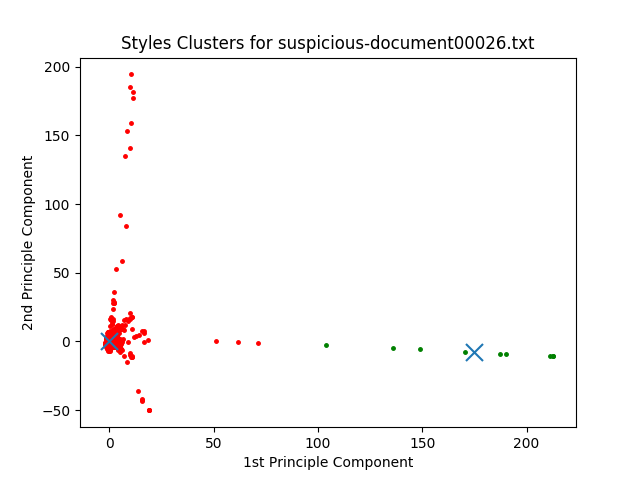 Styles Clusters for suspicious-document00026.txt
200
150
100
50
0
−50
2nd Principle Component
0 50 100 150 200
1st Principle Component